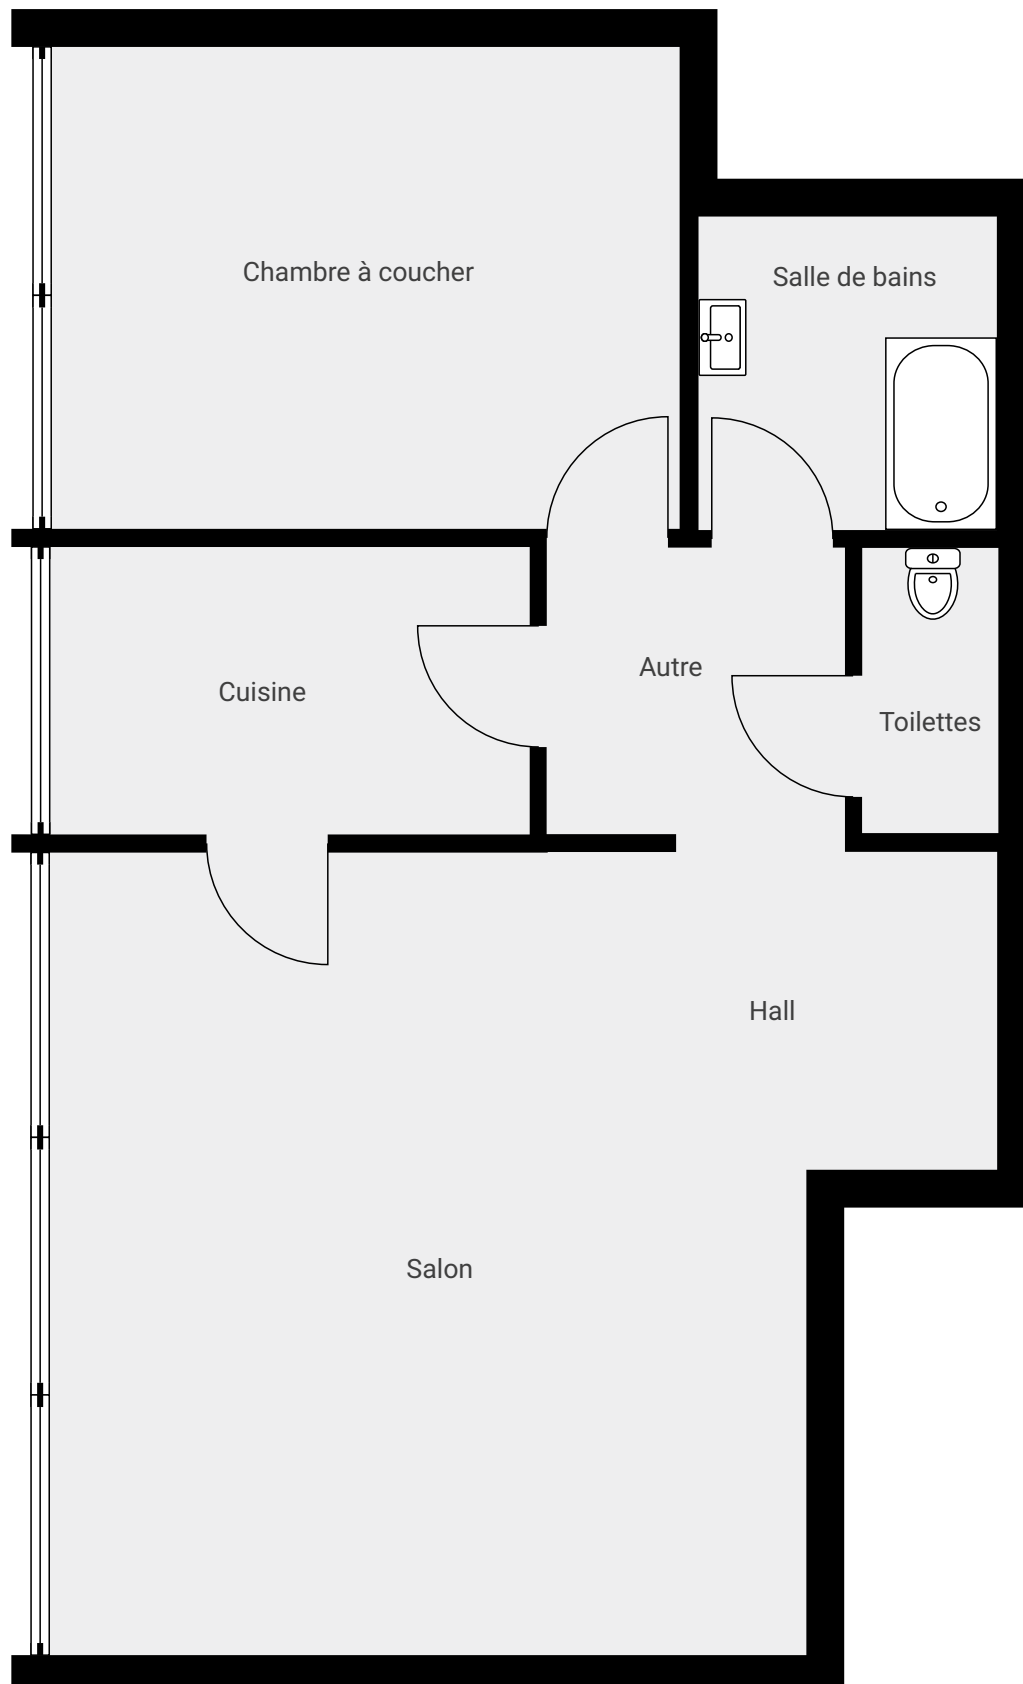 Chambre à coucher
Salle de bains
Autre
Cuisine
Toilettes
Hall
Salon